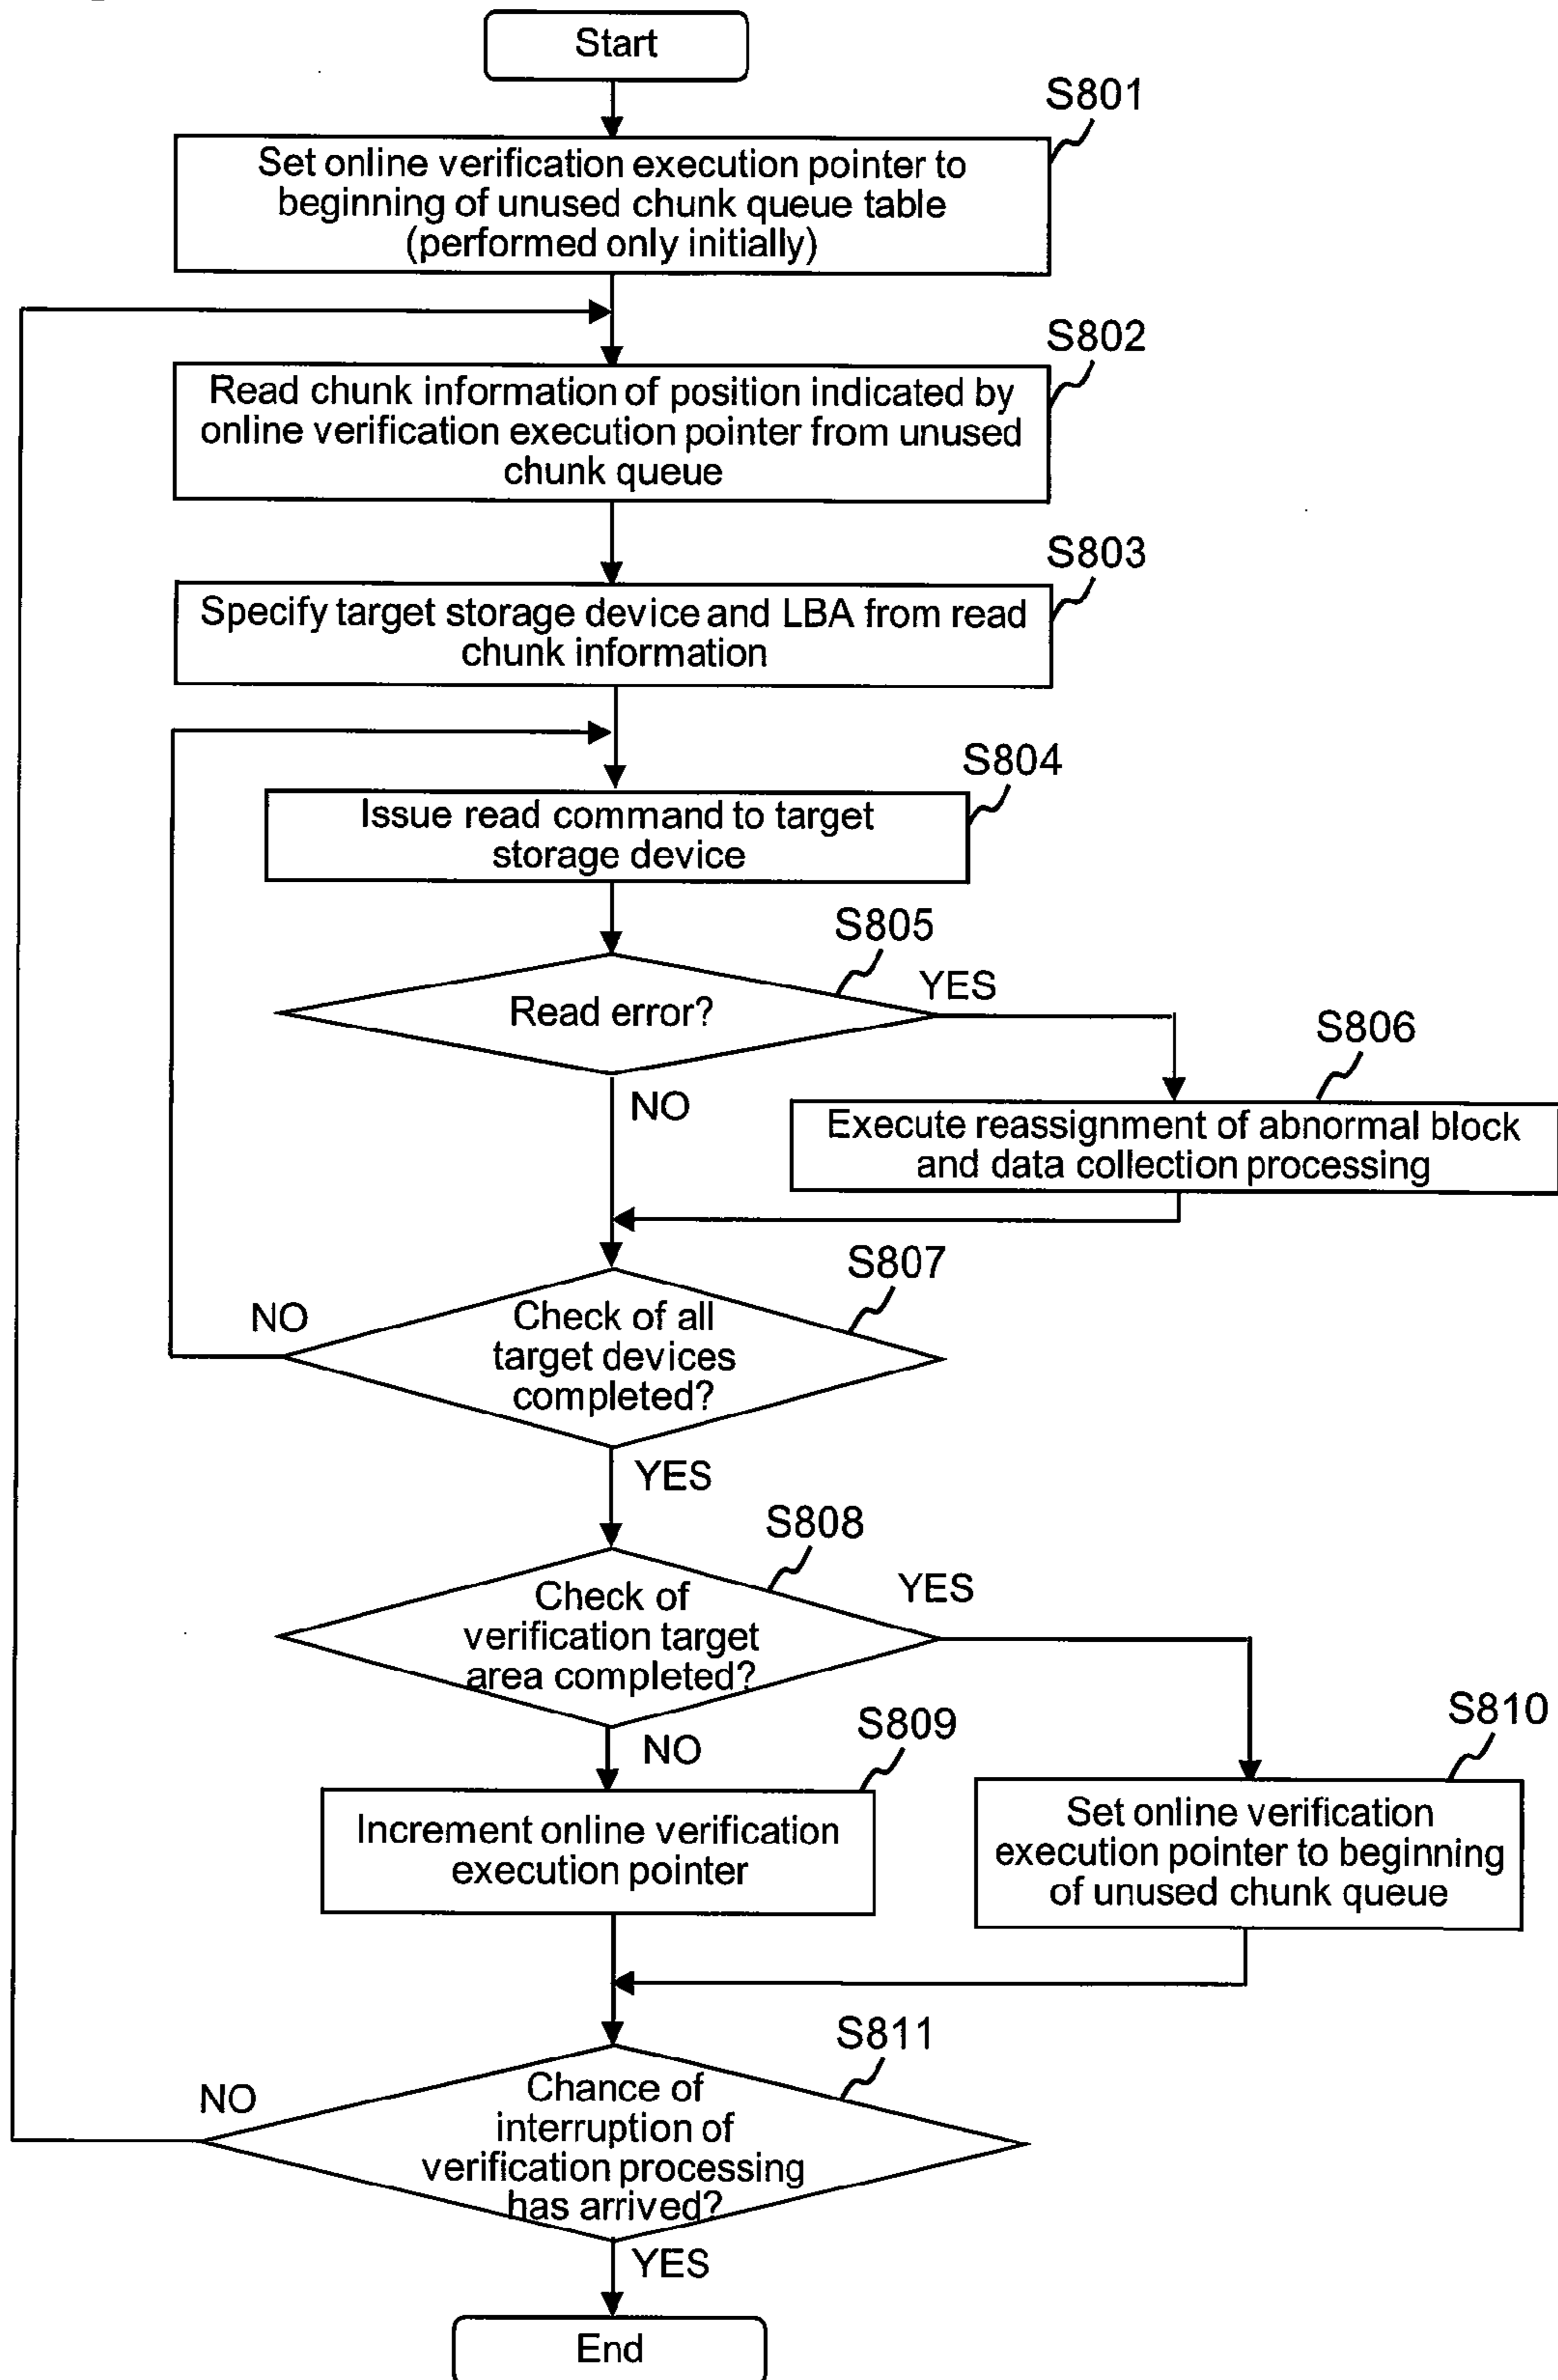 Start
S801
Set online verification execution pointer to
beginning of unused chunk queue table
(performed only initially)
S802
Read chunk information of position indicated by
online verification execution pointer from unused
chunk queue
S803
Specify target storage device and LBA from read
chunk information
S804
Issue read command to target
storage device
S805
Read error?
YES
NO
S806
Execute reassignment of abnormal block
and data collection processing
S807
Check of all
target devices
completed?
NO
YES
S808
Check of
verification target
area completed?
YES
NO
S809
Increment online verification
execution pointer
S810
Set online verification
execution pointer to beginning
of unused chunk queue
S811
Chance of
interruption of
verification processing
has arrived?
NO
YES
End